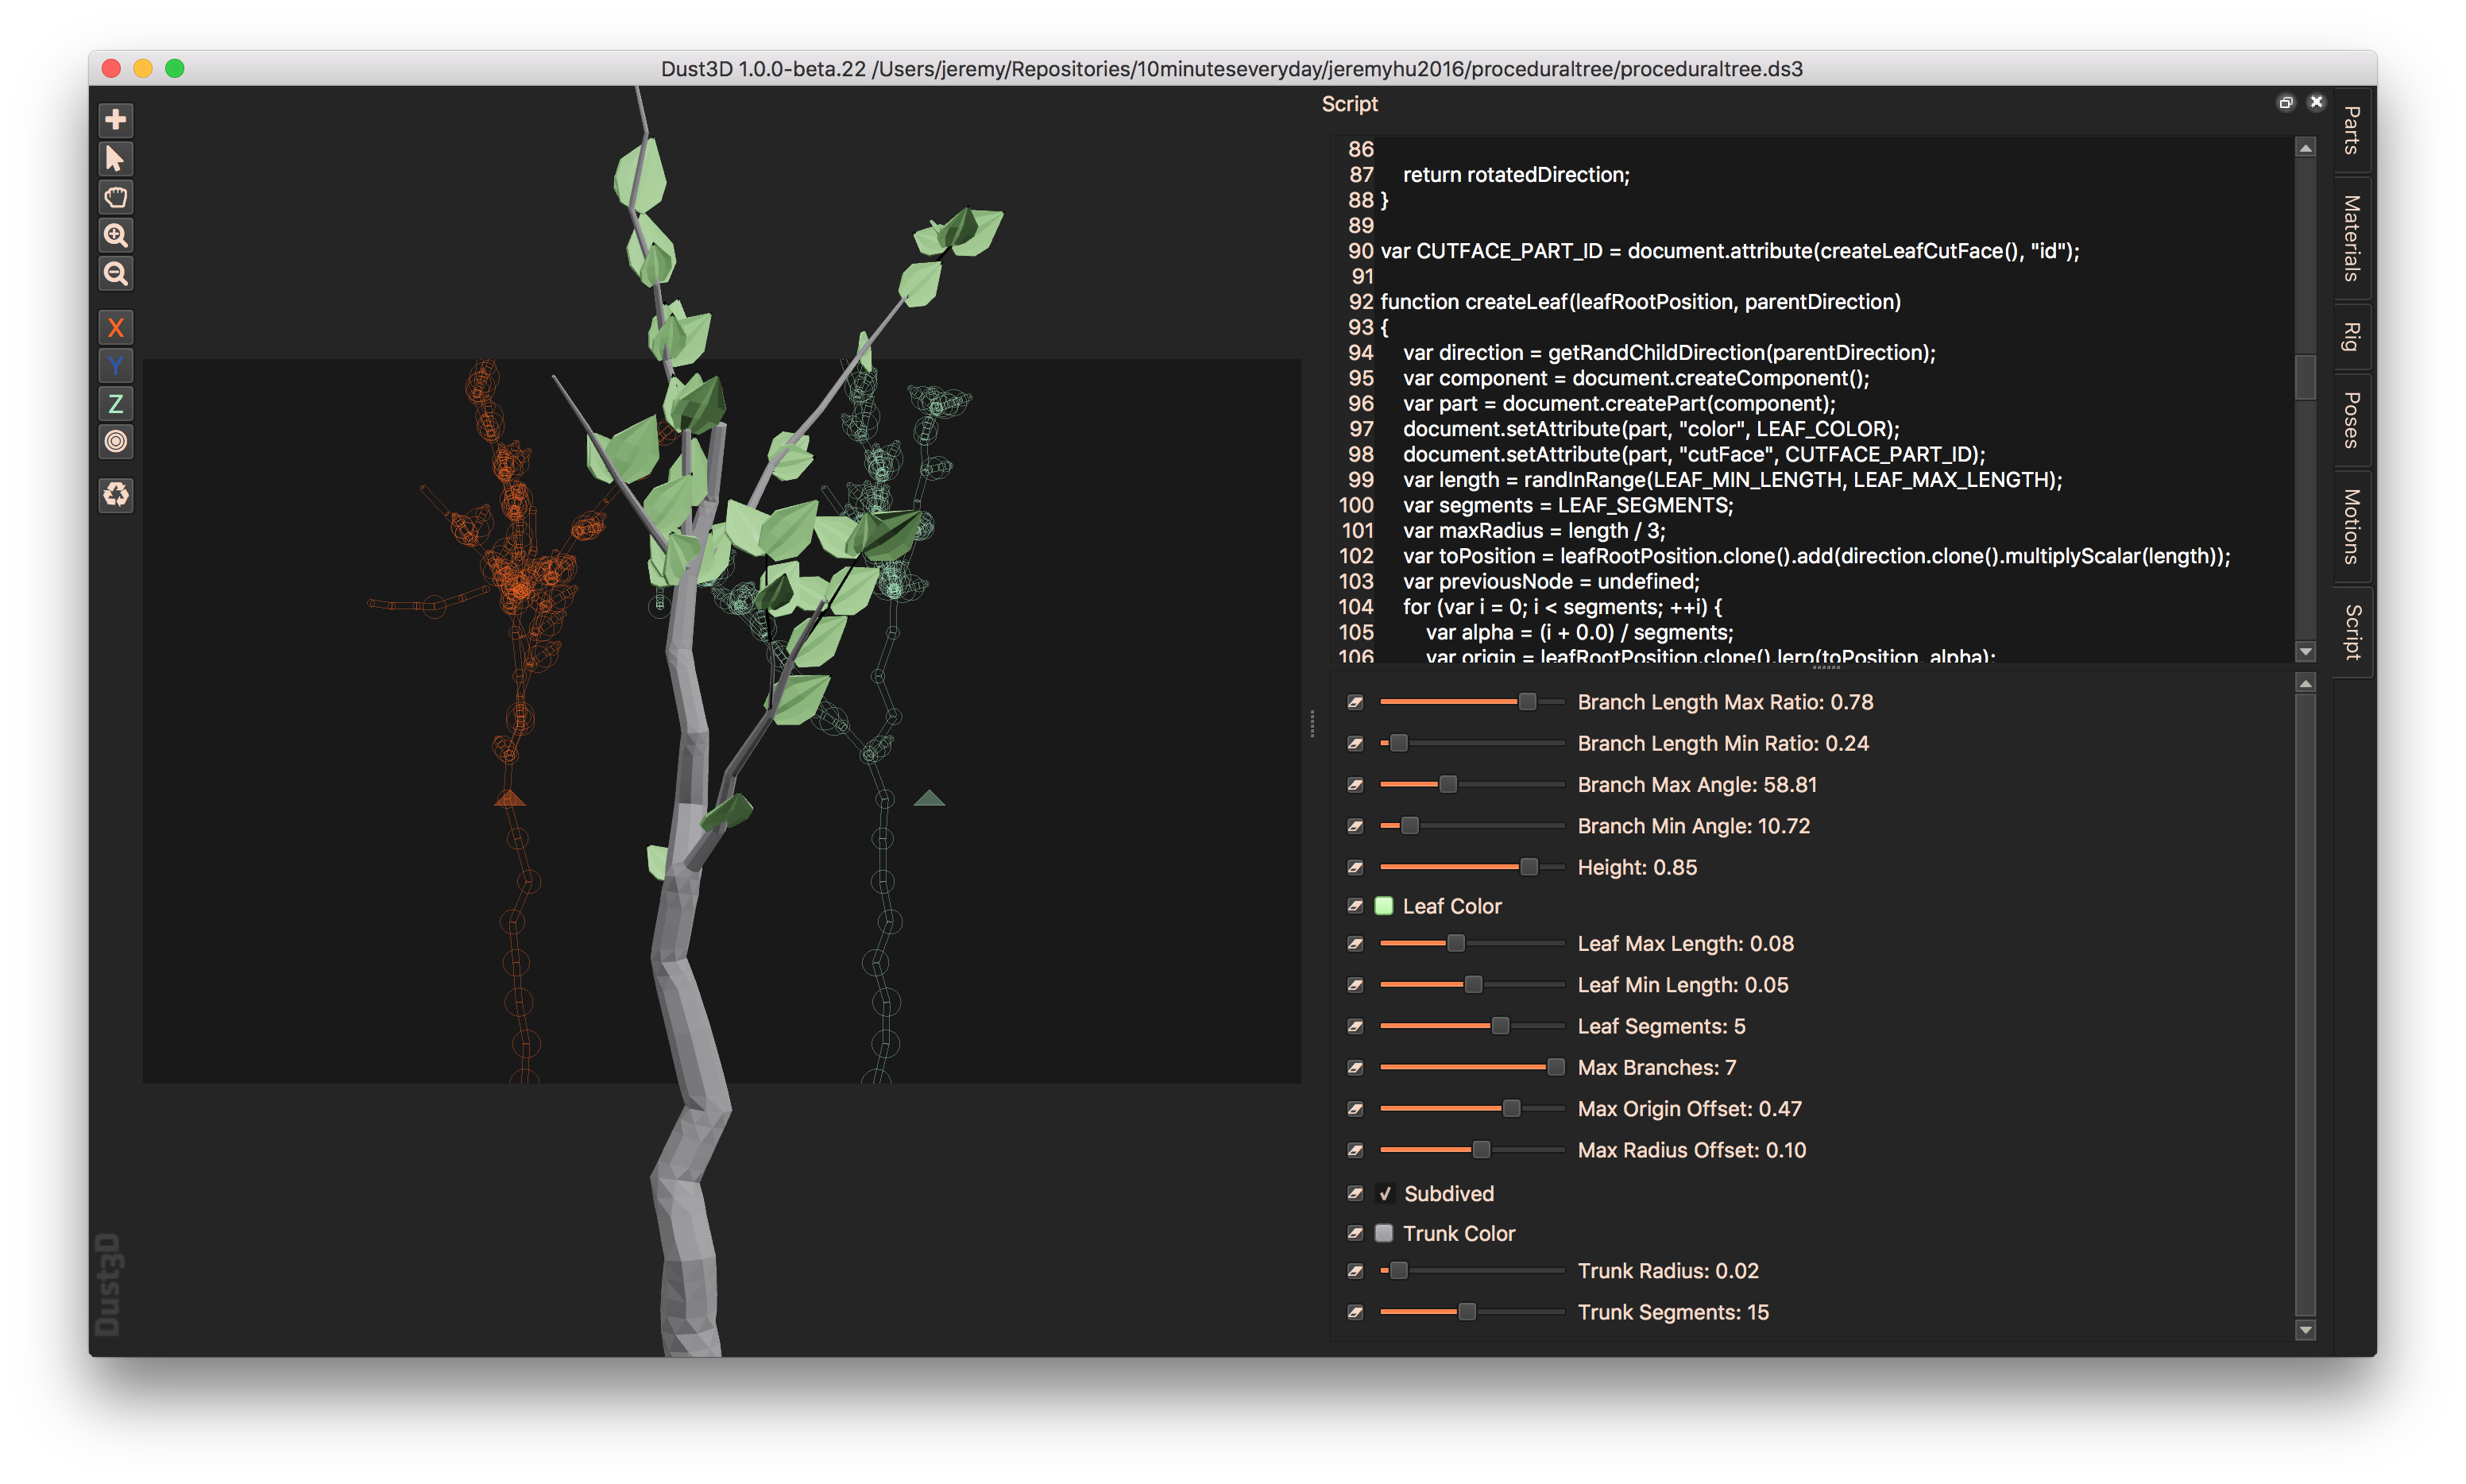 Dust3D 1.0.0-beta.22 /Users/jeremy/Repositories/10minuteseveryday/jeremyhu2016/proceduraltree/proceduraltree.ds3
X
Y
Z
Dust3D
Script
86
87 return rotatedDirection;
88 }
89
90 var CUTFACE_PART_ID = document.attribute(createLeafCutFace(), "id");
91
92 function createLeaf(leafRootPosition, parentDirection)
93 {
94 var direction = getRandChildDirection(parentDirection);
95 var component = document.createComponent();
96 var part = document.createPart(component);
97 document.setAttribute(part, "color", LEAF_COLOR);
98 document.setAttribute(part, "cutFace", CUTFACE_PART_ID);
99 var length = randInRange(LEAF_MIN_LENGTH, LEAF_MAX_LENGTH);
100 var segments = LEAF_SEGMENTS;
101 var maxRadius = length / 3;
102 var toPosition = leafRootPosition.clone().add(direction.clone().multiplyScalar(length));
103 var previousNode = undefined;
104 for (var i = 0; i < segments; ++i) {
105 var alpha = (i + 0.0) / segments;
106 var origin = leafRootPosition.clone().lerp(toPosition, alpha);
Branch Length Max Ratio: 0.78
Branch Length Min Ratio: 0.24
Branch Max Angle: 58.81
Branch Min Angle: 10.72
Height: 0.85
Leaf Color
Leaf Max Length: 0.08
Leaf Min Length: 0.05
Leaf Segments: 5
Max Branches: 7
Max Origin Offset: 0.47
Max Radius Offset: 0.10
Subdived
Trunk Color
Trunk Radius: 0.02
Trunk Segments: 15
Parts
Materials
Rig
Poses
Motions
Script